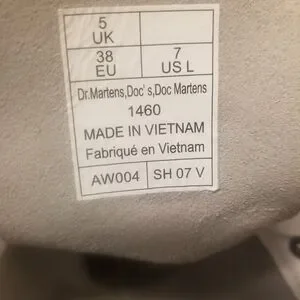 5
UK
38
EU
7
US L
Dr.Martens,Doc's,Doc Martens
1460
MADE IN VIETNAM
Fabriqué en Vietnam
AW004
SH 07 V